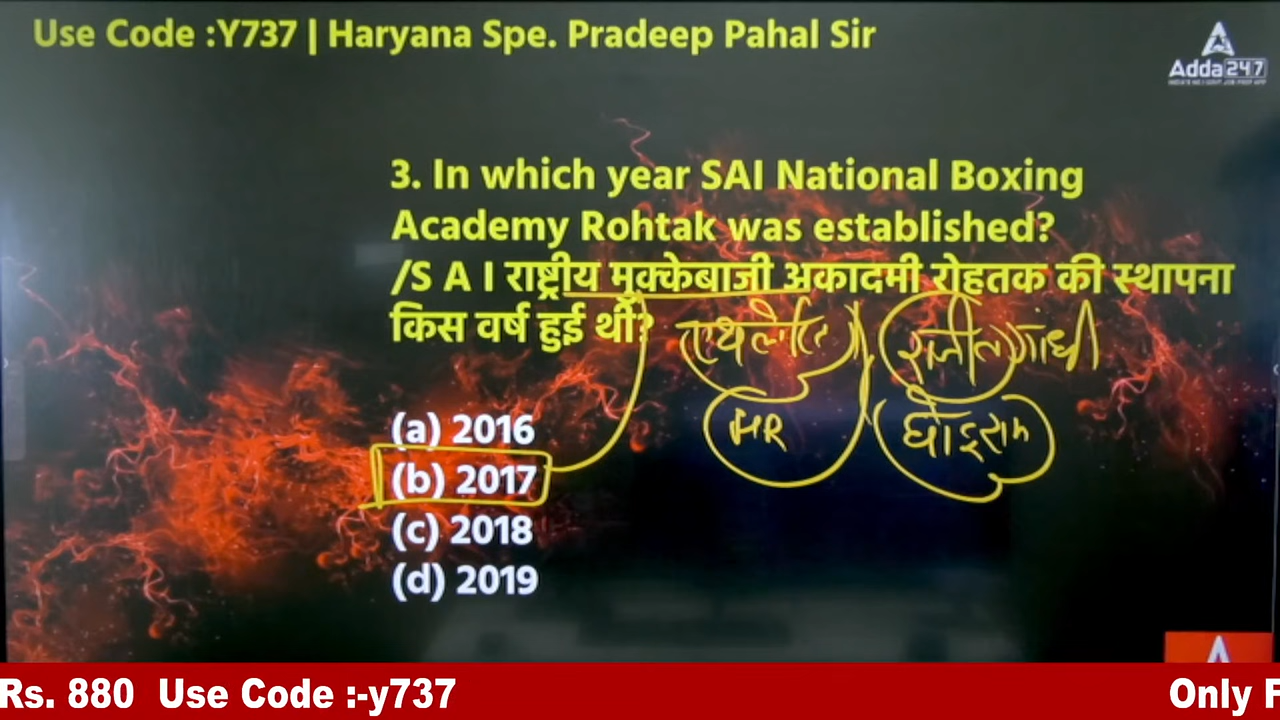 Use Code :Y737 | Haryana Spe. Pradeep Pahal Sir
Adda247
3. In which year SAI National Boxing
Academy Rohtak was established?
/S A I राष्ट्रीय मुक्केबाजी अकादमी रोहतक की स्थापना
किस वर्ष हुई थी?
गांधी
(a) 2016
(b) 2017
(c) 2018
(d) 2019
Rs. 880 Use Code :-y737
Only F